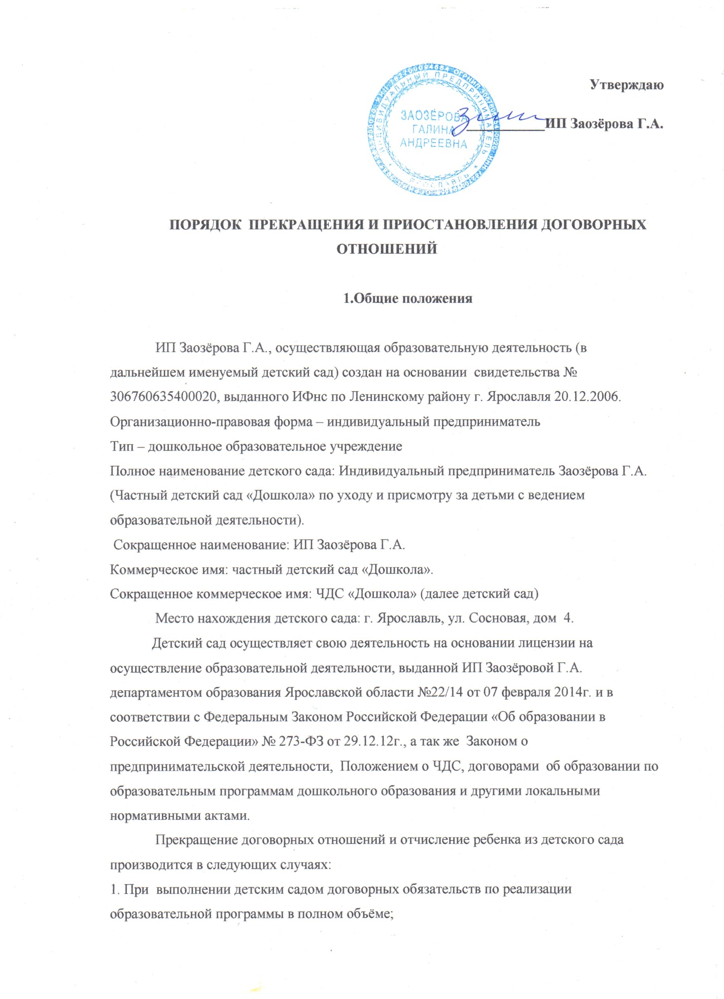 Утверждаю
ИНДИВИДУАЛЬНЫЙ ПРЕДПРИНИМАТЕЛЬ
ЗАОЗЁРОВА
ГАЛИНА
АНДРЕЕВНА
ЯРОСЛАВЛЬ
___________ИП Заозёрова Г.А.
ПОРЯДОК  ПРЕКРАЩЕНИЯ И ПРИОСТАНОВЛЕНИЯ ДОГОВОРНЫХ
ОТНОШЕНИЙ
1.Общие положения
ИП Заозёрова Г.А., осуществляющая образовательную деятельность (в
дальнейшем именуемый детский сад) создан на основании  свидетельства №
306760635400020, выданного ИФнс по Ленинскому району г. Ярославля 20.12.2006.
Организационно-правовая форма – индивидуальный предприниматель
Тип – дошкольное образовательное учреждение
Полное наименование детского сада: Индивидуальный предприниматель Заозёрова Г.А.
(Частный детский сад «Дошкола» по уходу и присмотру за детьми с ведением
образовательной деятельности).
Сокращенное наименование: ИП Заозёрова Г.А.
Коммерческое имя: частный детский сад «Дошкола».
Сокращенное коммерческое имя: ЧДС «Дошкола» (далее детский сад)
Место нахождения детского сада: г. Ярославль, ул. Сосновая, дом  4.
Детский сад осуществляет свою деятельность на основании лицензии на
осуществление образовательной деятельности, выданной ИП Заозёровой Г.А.
департаментом образования Ярославской области №22/14 от 07 февраля 2014г. и в
соответствии с Федеральным Законом Российской Федерации «Об образовании в
Российской Федерации» № 273-ФЗ от 29.12.12г., а так же  Законом о
предпринимательской деятельности,  Положением о ЧДС, договорами  об образовании по
образовательным программам дошкольного образования и другими локальными
нормативными актами.
Прекращение договорных отношений и отчисление ребенка из детского сада
производится в следующих случаях:
1. При  выполнении детским садом договорных обязательств по реализации
образовательной программы в полном объёме;